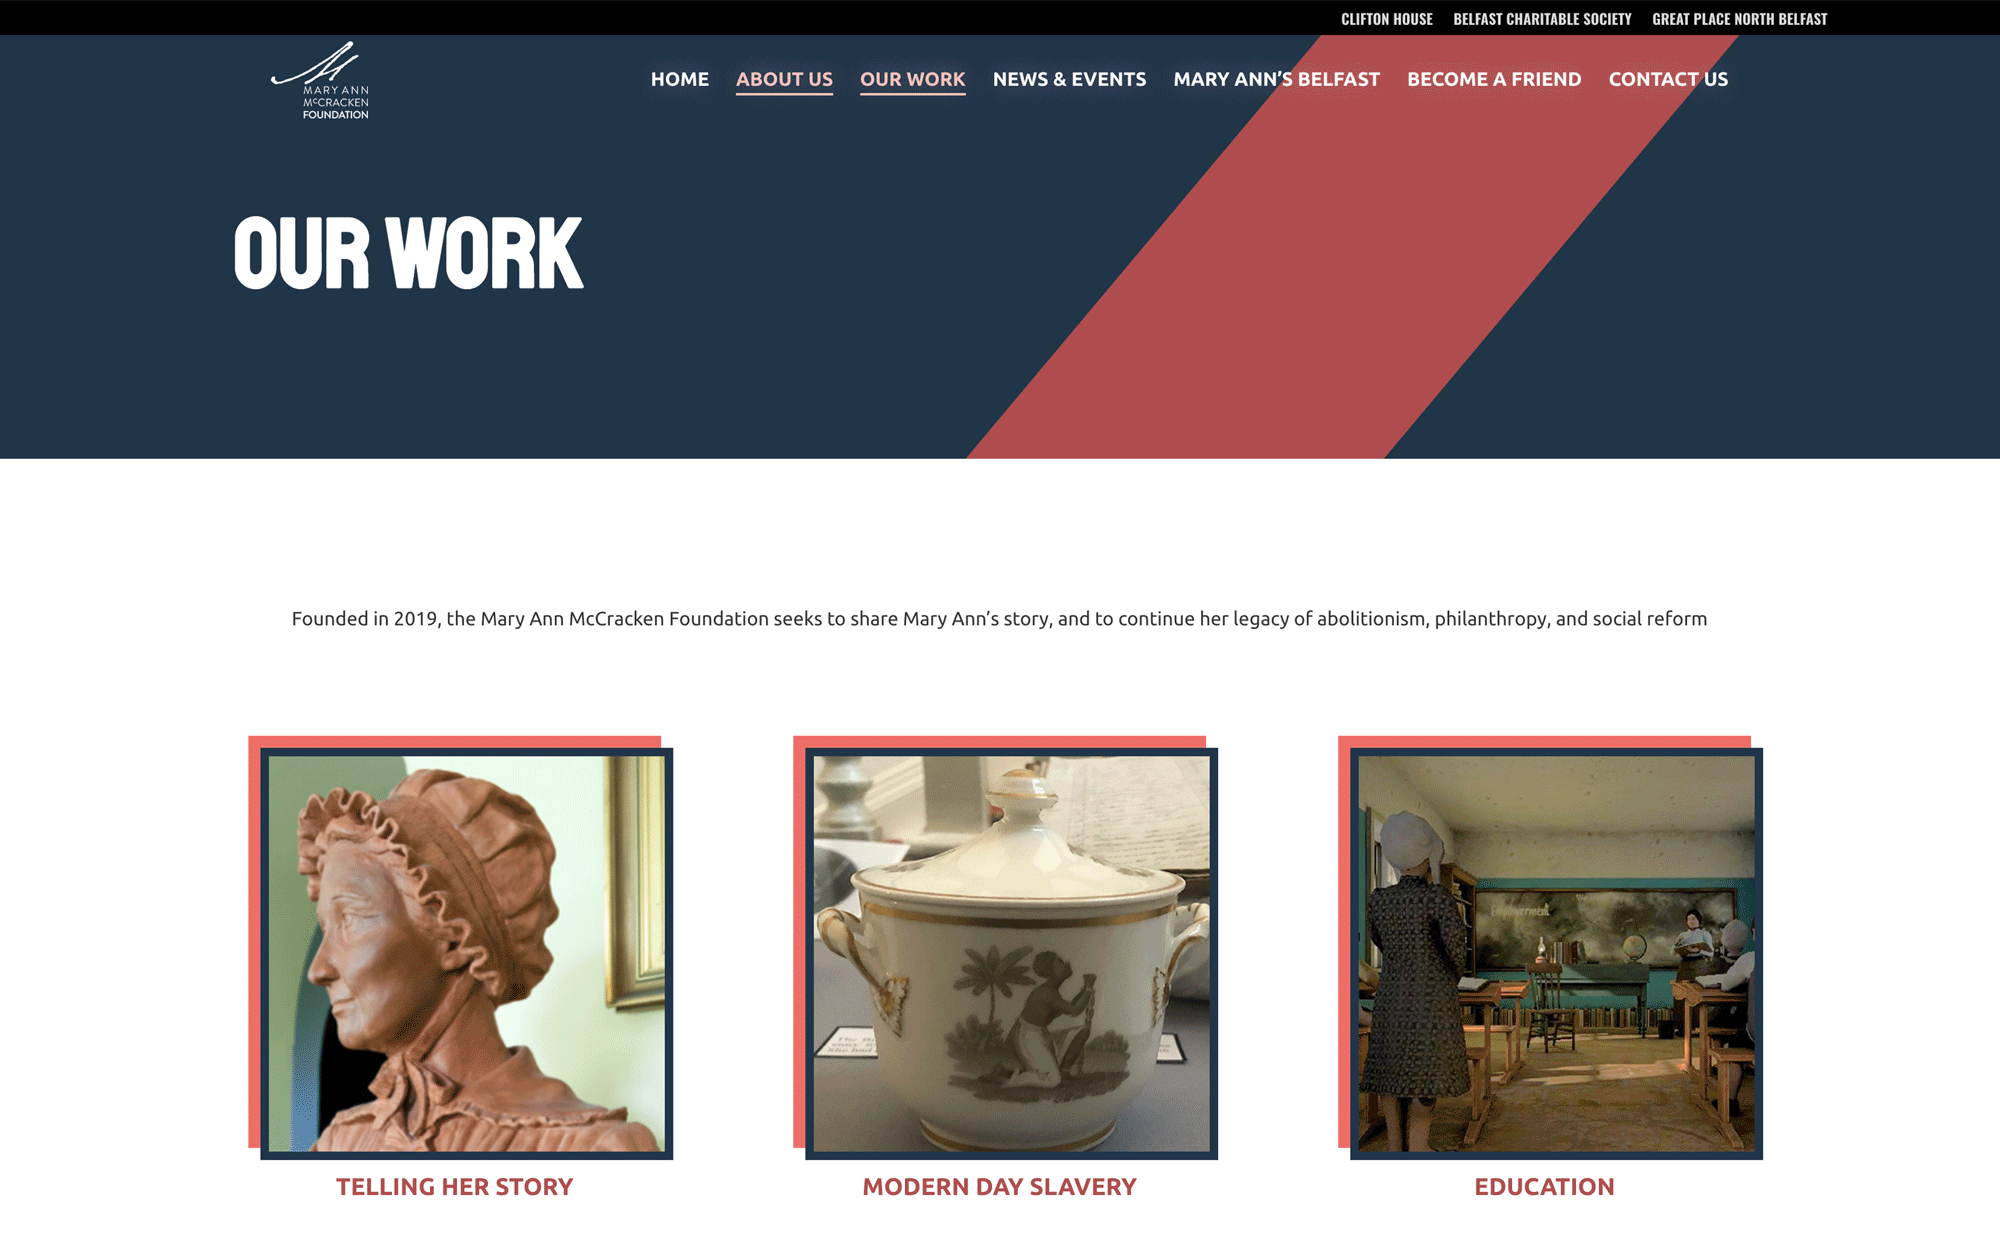 CLIFTON HOUSE BELFAST CHARITABLE SOCIETY GREAT PLACE NORTH BELFAST
MARY ANN
McCRACKEN
FOUNDATION
HOME ABOUT US OUR WORK NEWS & EVENTS MARY ANN’S BELFAST BECOME A FRIEND CONTACT US
OUR WORK
Founded in 2019, the Mary Ann McCracken Foundation seeks to share Mary Ann’s story, and to continue her legacy of abolitionism, philanthropy, and social reform
Empowerment
TELLING HER STORY
MODERN DAY SLAVERY
EDUCATION